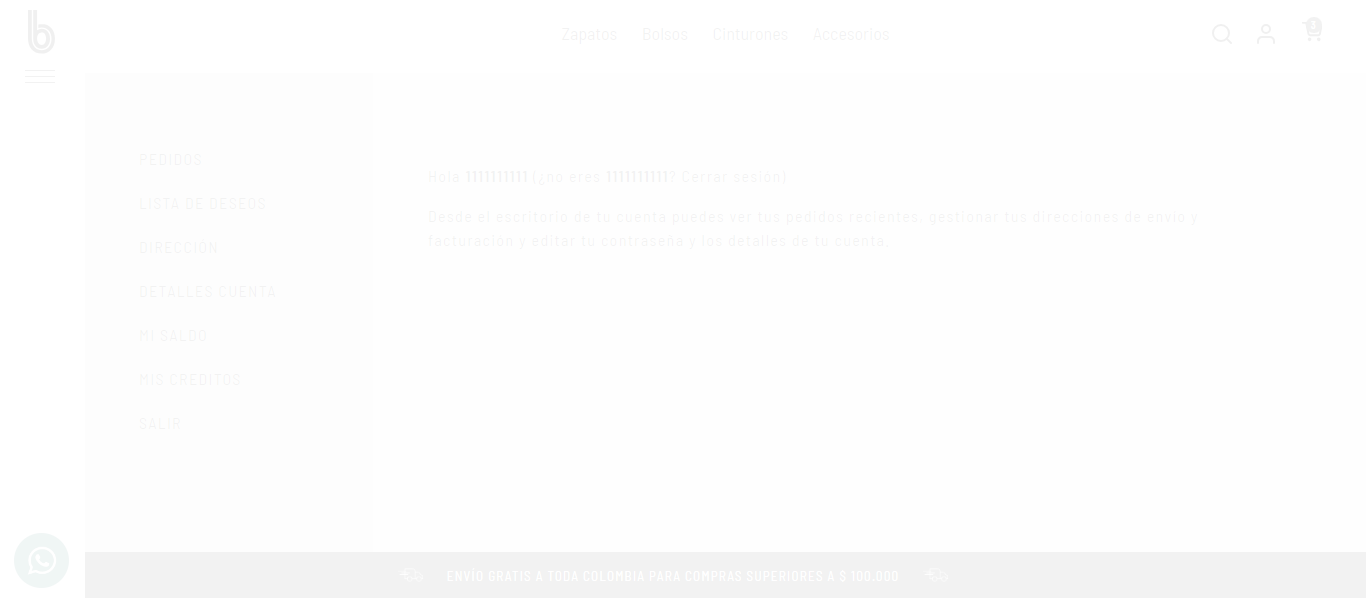 b
Zapatos Bolsos Cinturones Accesorios
PEDIDOS
LISTA DE DESEOS
DIRECCIÓN
DETALLES CUENTA
MI SALDO
MIS CREDITOS
SALIR
Hola 1111111111 (¿no eres 1111111111? Cerrar sesión)
Desde el escritorio de tu cuenta puedes ver tus pedidos recientes, gestionar tus direcciones de envío y
facturación y editar tu contraseña y los detalles de tu cuenta.
ENVÍO GRATIS A TODA COLOMBIA PARA COMPRAS SUPERIORES A $ 100.000